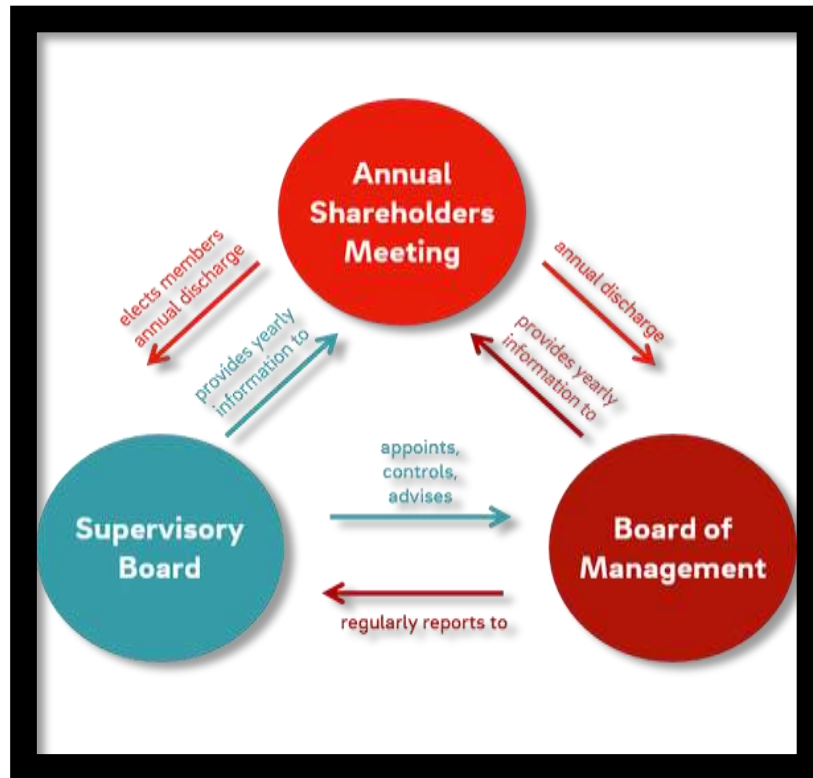 Annual
Shareholders
Meeting
elects members
annual discharge
annual discharge
provides yearly
information to
provides yearly
information to
appoints,
controls,
advises
Supervisory
Board
Board of
Management
regularly reports to